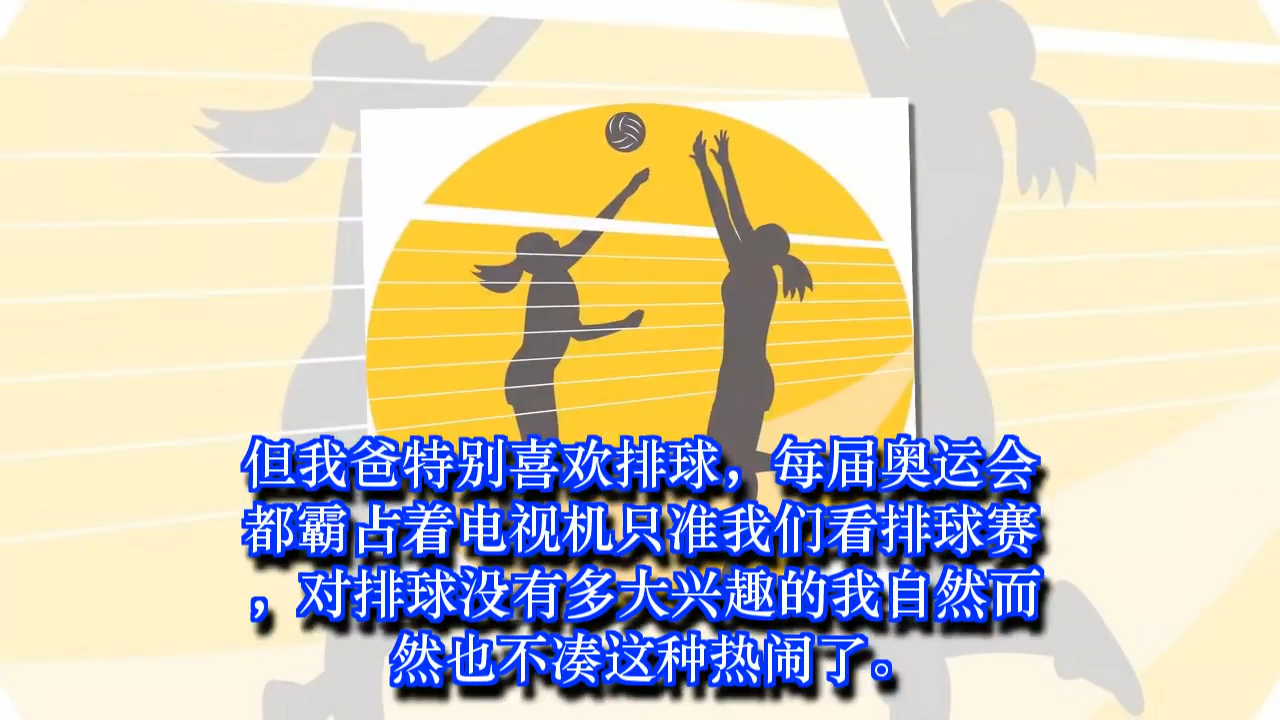 但我爸特别喜欢排球，每届奥运会
都霸占着电视机只准我们看排球赛
，对排球没有多大兴趣的我自然而
然也不凑这种热闹了。